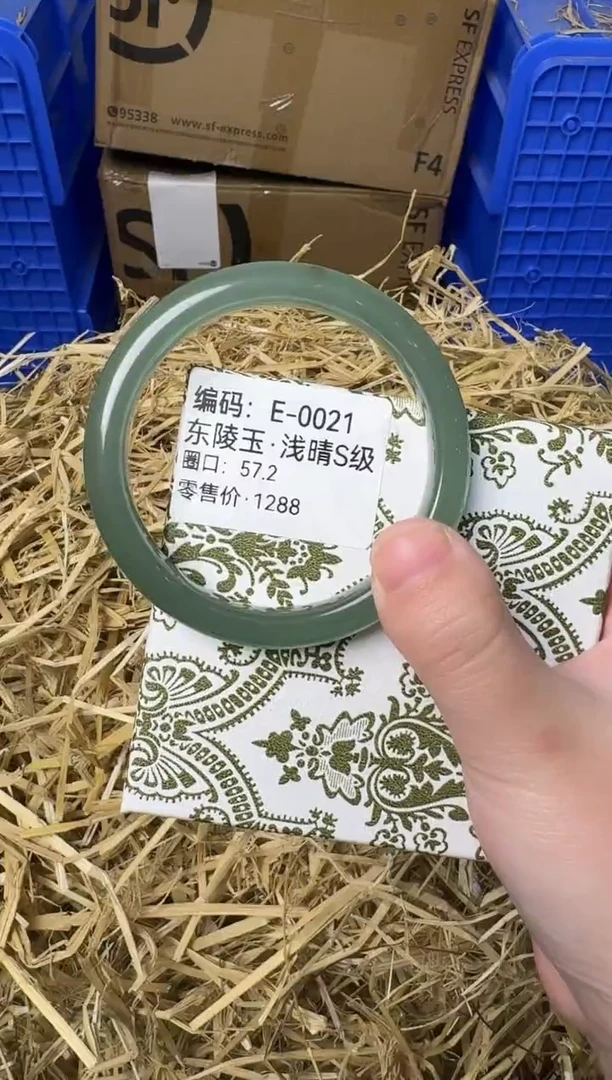 SF
SF EXPRESS
95338 www.sf-express.com
F4
SF
编码：E-0021
东陵玉·浅晴S级
圈口：57.2
零售价·1288